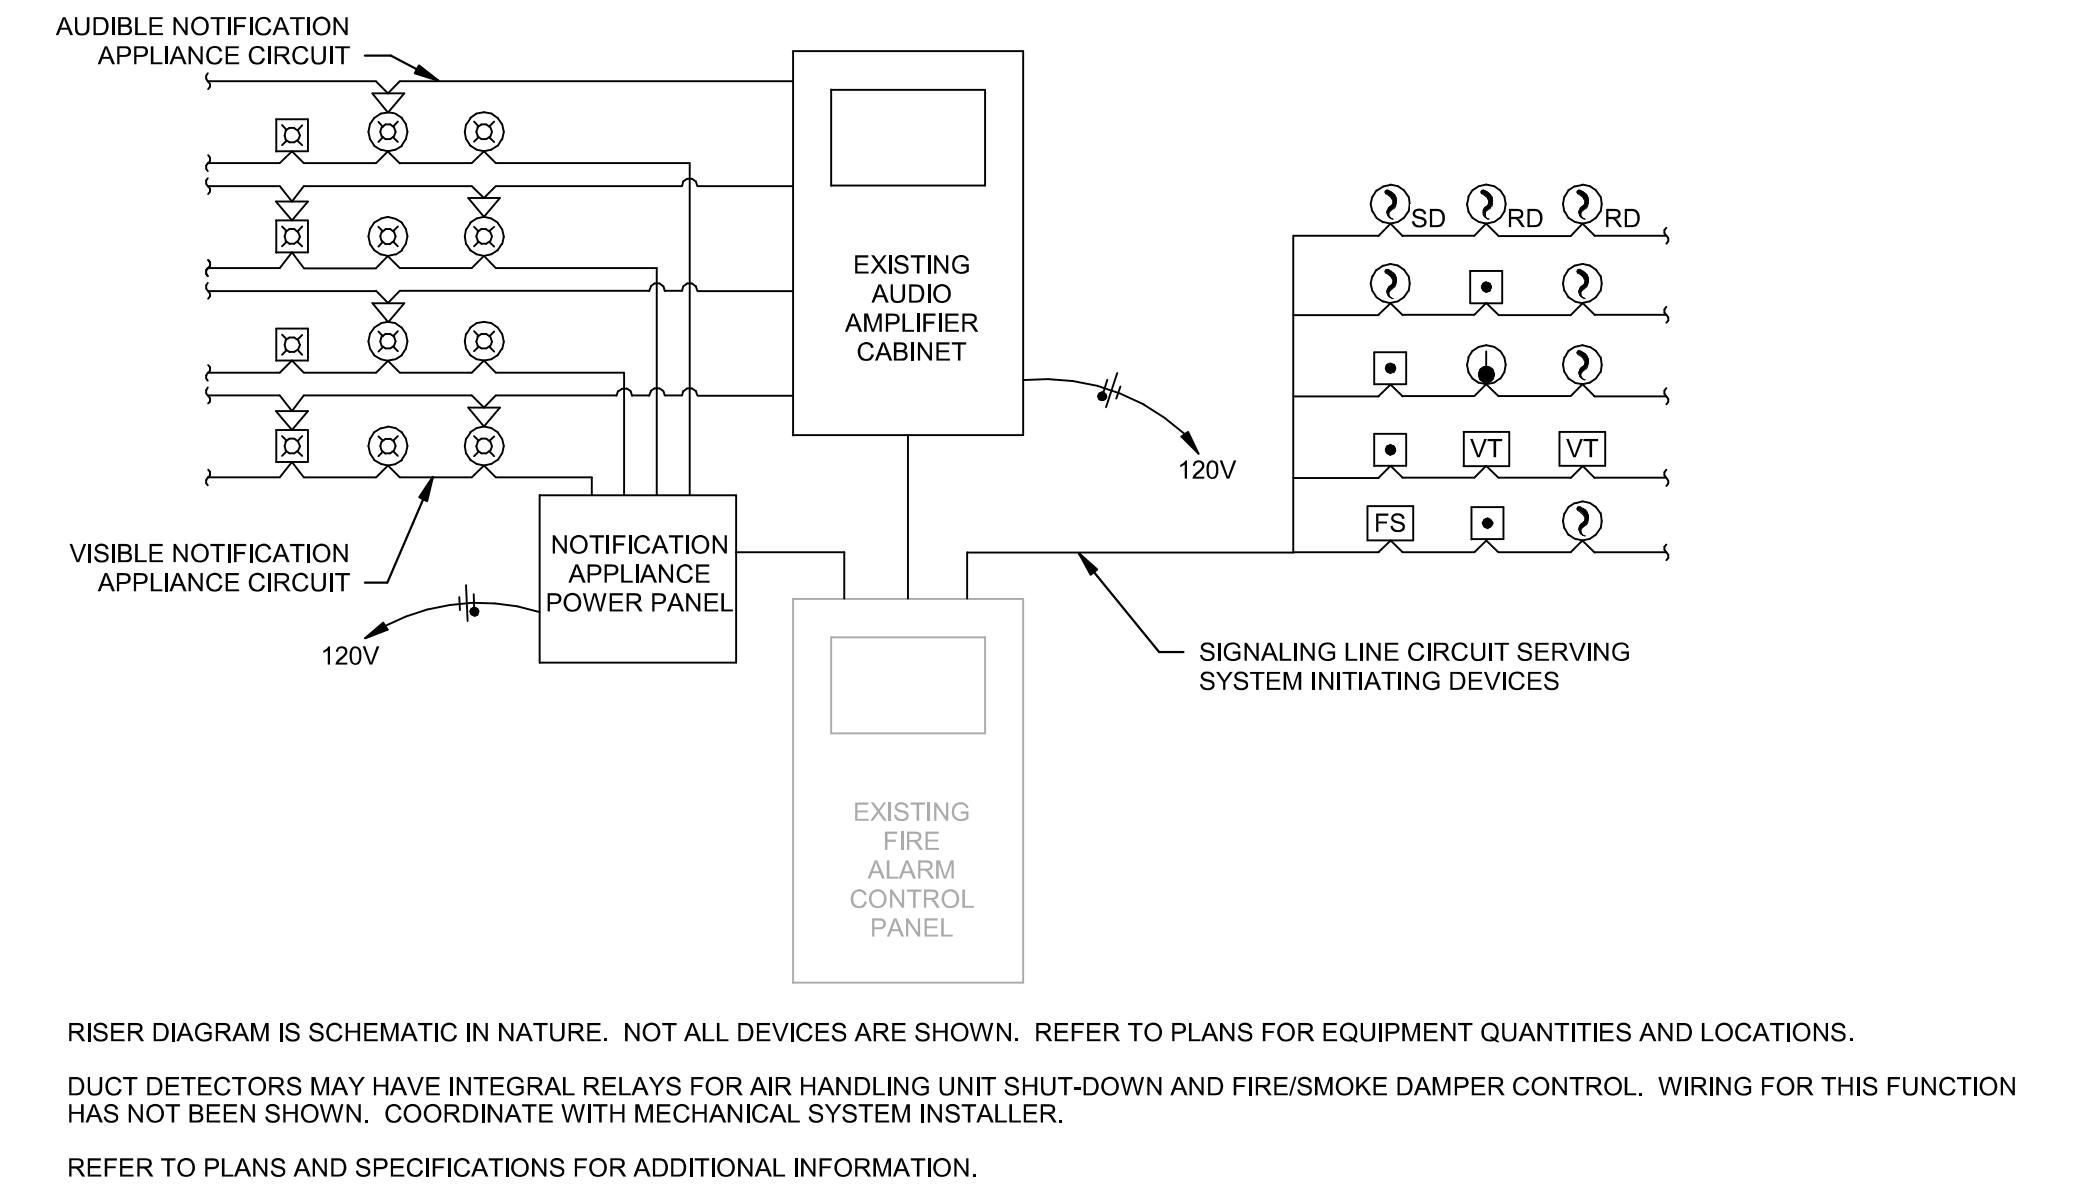 AUDIBLE NOTIFICATION
APPLIANCE CIRCUIT
EXISTING
AUDIO
AMPLIFIER
CABINET
120V
SD
RD
RD
VT
VT
FS
VISIBLE NOTIFICATION
APPLIANCE CIRCUIT
NOTIFICATION
APPLIANCE
POWER PANEL
120V
SIGNALING LINE CIRCUIT SERVING
SYSTEM INITIATING DEVICES
EXISTING
FIRE
ALARM
CONTROL
PANEL
RISER DIAGRAM IS SCHEMATIC IN NATURE. NOT ALL DEVICES ARE SHOWN. REFER TO PLANS FOR EQUIPMENT QUANTITIES AND LOCATIONS.
DUCT DETECTORS MAY HAVE INTEGRAL RELAYS FOR AIR HANDLING UNIT SHUT-DOWN AND FIRE/SMOKE DAMPER CONTROL. WIRING FOR THIS FUNCTION
HAS NOT BEEN SHOWN. COORDINATE WITH MECHANICAL SYSTEM INSTALLER.
REFER TO PLANS AND SPECIFICATIONS FOR ADDITIONAL INFORMATION.